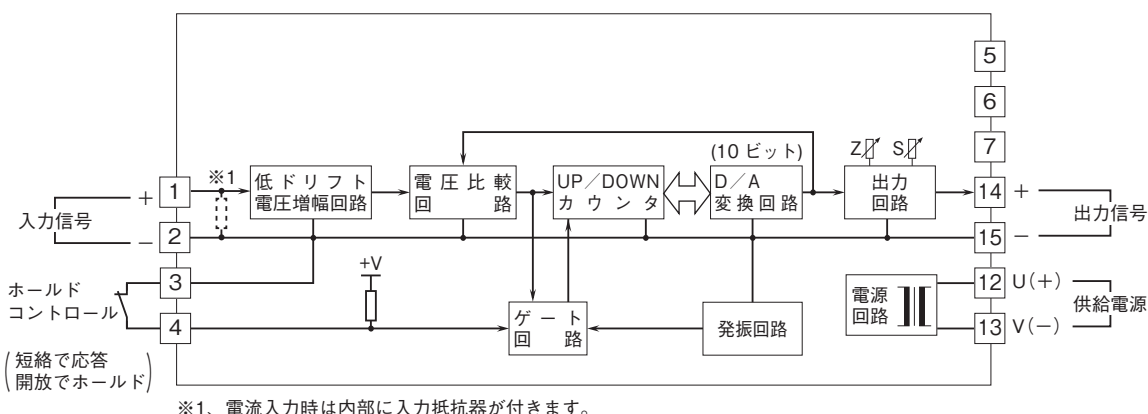 5
6
7
(10 ビット)
Z
S
※1
1
+
入力信号
2
−
低ドリフト
電圧増幅回路
電圧比較
回路
UP/DOWN
カウンタ
D/A
変換回路
出力
回路
14
+
出力信号
15
−
3
ホールド
コントロール
4
+V
ゲート
回路
発振回路
電源
回路
12
U(+)
供給電源
13
V(−)
(短絡で応答
開放でホールド)
※1、電流入力時は内部に入力抵抗器が付きます。